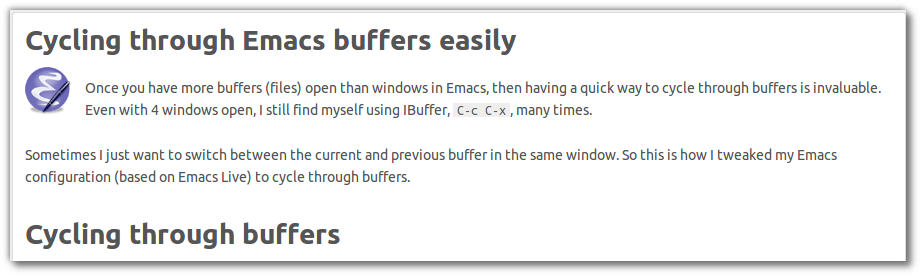 Cycling through Emacs buffers easily
Once you have more buffers (files) open than windows in Emacs, then having a quick way to cycle through buffers is invaluable.
Even with 4 windows open, I still find myself using IBuffer, C-c C-x , many times.
Sometimes I just want to switch between the current and previous buffer in the same window. So this is how I tweaked my Emacs
configuration (based on Emacs Live) to cycle through buffers.
Cycling through buffers